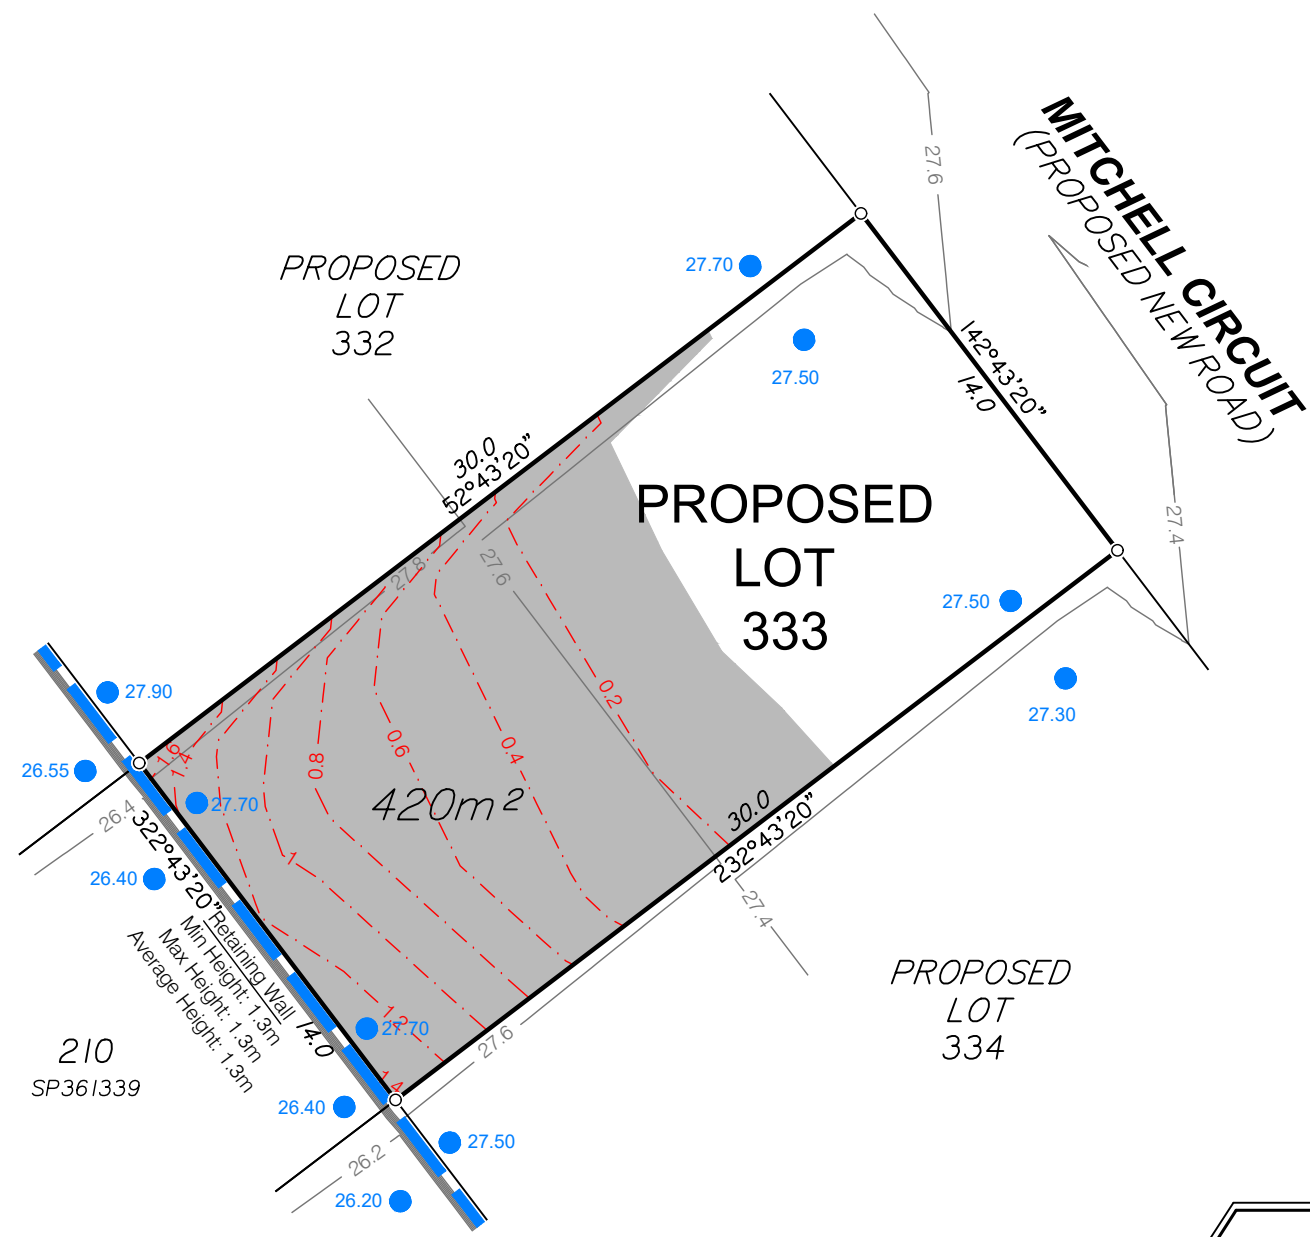 MITCHELL CIRCUIT
(PROPOSED NEW ROAD)
27.6
27.70
27.50
PROPOSED
LOT
332
142°43'20"
14.0
30.0
52°43'20"
27.8
27.6
PROPOSED
LOT
333
27.4
27.50
27.30
27.90
26.55
1.6
1.4
27.70
0.8
0.6
0.4
0.2
420m²
26.4
322°43'20"
26.40
1
30.0
232°43'20"
27.4
Retaining Wall
Min Height: 1.3m
Max Height: 1.3m
Average Height: 1.3m
14.0
1.2
27.70
27.6
PROPOSED
LOT
334
210
SP361339
1.4
26.40
27.50
26.2
26.20